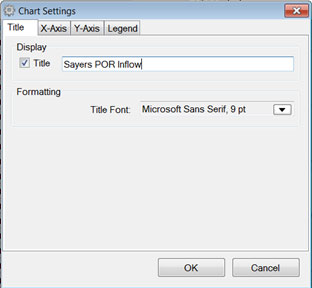 Chart Settings
Title X-Axis Y-Axis Legend
Display
Title Sayers POR Inflow
Formatting
Title Font: Microsoft Sans Serif, 9 pt
OK Cancel